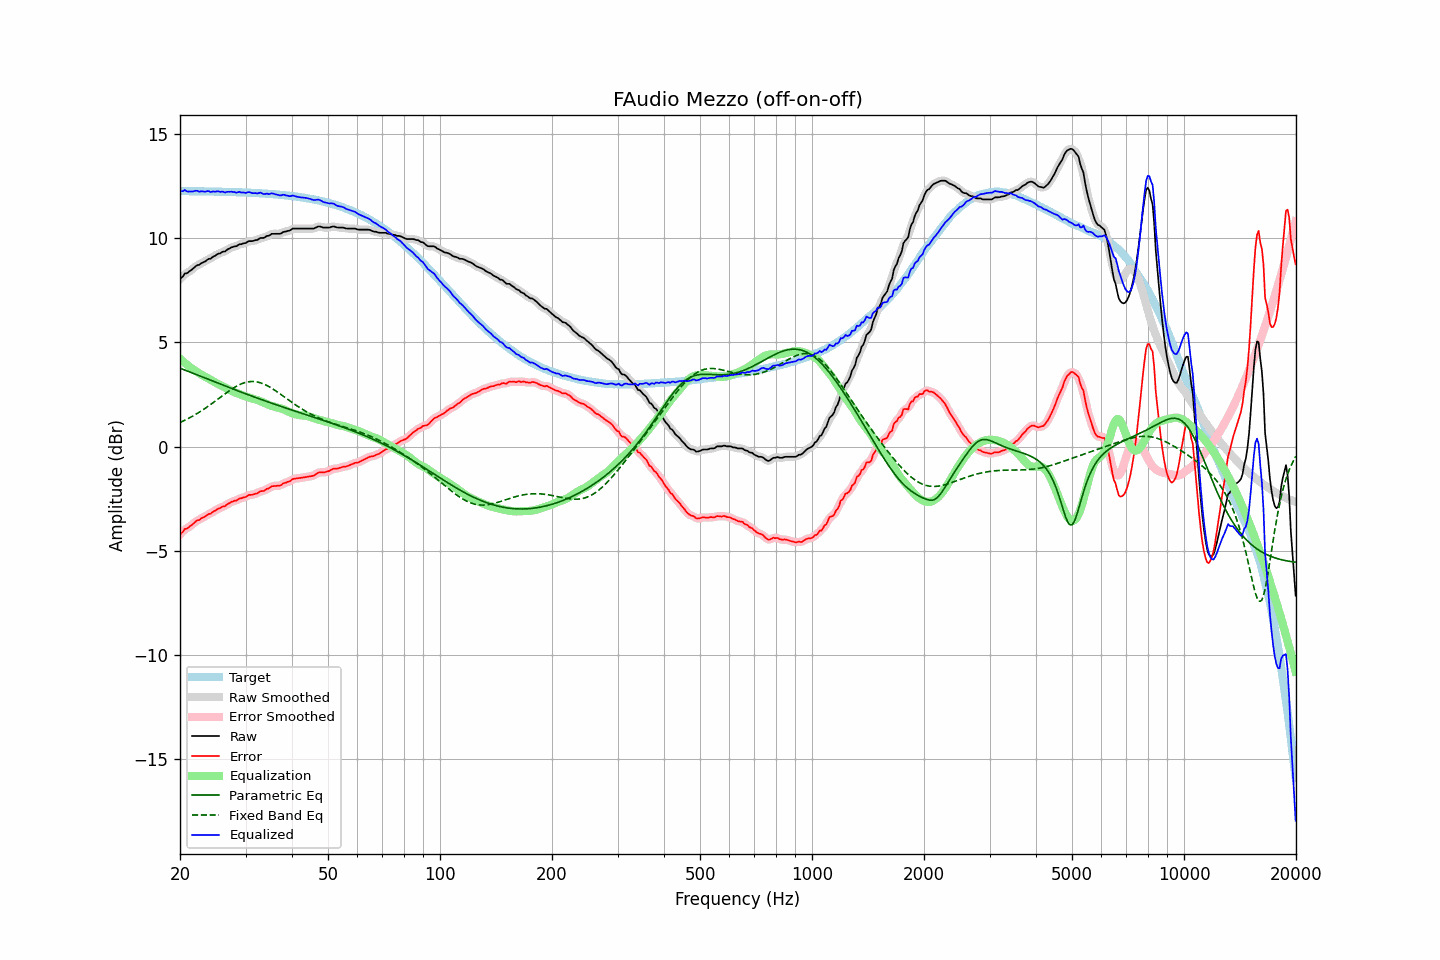 FAudio Mezzo (off-on-off)
15
10
5
0
−5
−10
−15
Amplitude (dBr)
Target
Raw Smoothed
Error Smoothed
Raw
Error
Equalization
Parametric Eq
Fixed Band Eq
Equalized
20 50 100 200 500 1000 2000 5000 10000 20000
Frequency (Hz)